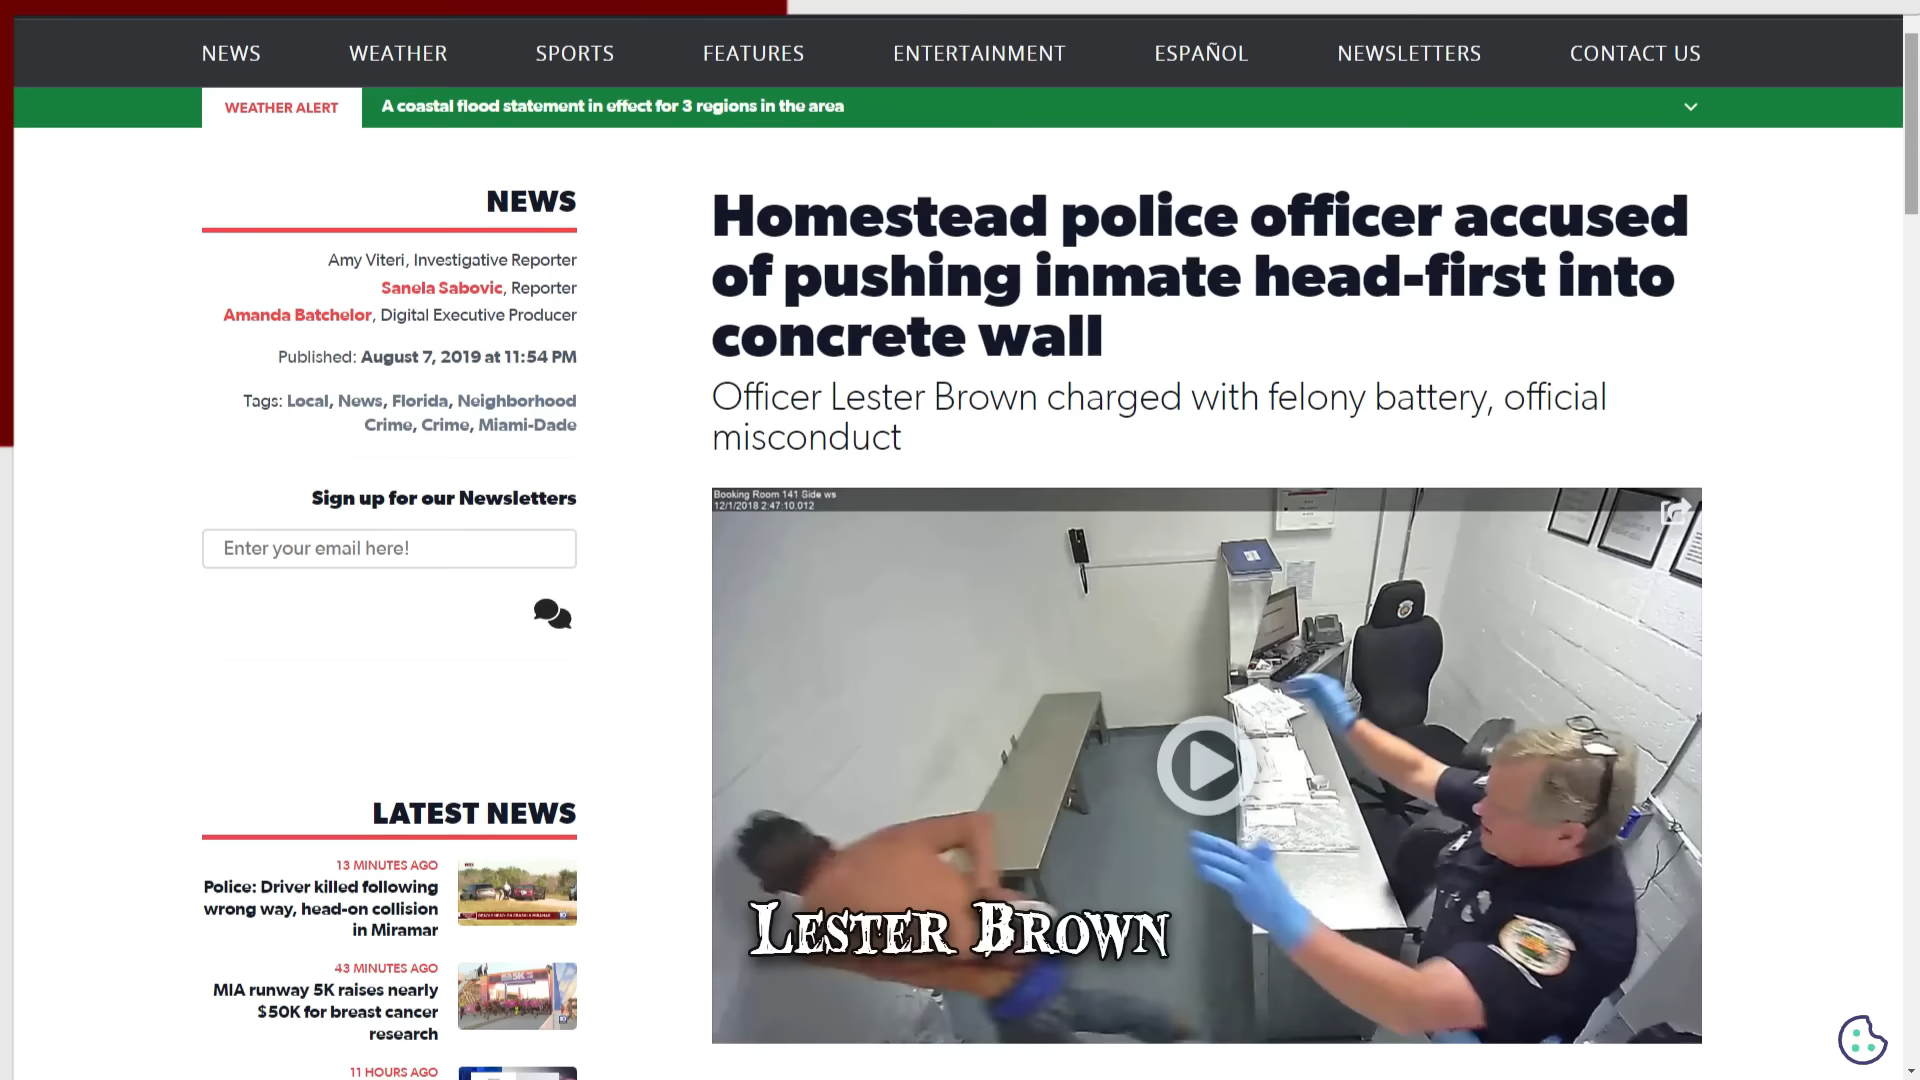 NEWS WEATHER SPORTS FEATURES ENTERTAINMENT ESPAÑOL NEWSLETTERS CONTACT US
WEATHER ALERT A coastal flood statement in effect for 3 regions in the area
NEWS
Amy Viteri, Investigative Reporter
Sanela Sabovic, Reporter
Amanda Batchelor, Digital Executive Producer
Published: August 7, 2019 at 11:54 PM
Tags: Local, News, Florida, Neighborhood
Crime, Crime, Miami-Dade
Sign up for our Newsletters
Enter your email here!
LATEST NEWS
13 MINUTES AGO
Police: Driver killed following
wrong way, head-on collision
in Miramar
43 MINUTES AGO
MIA runway 5K raises nearly
$50K for breast cancer
research
11 HOURS AGO
Homestead police officer accused
of pushing inmate head-first into
concrete wall
Officer Lester Brown charged with felony battery, official
misconduct
Booking Room 141 Side ws
12/1/2018 2:47:10.012
LESTER BROWN